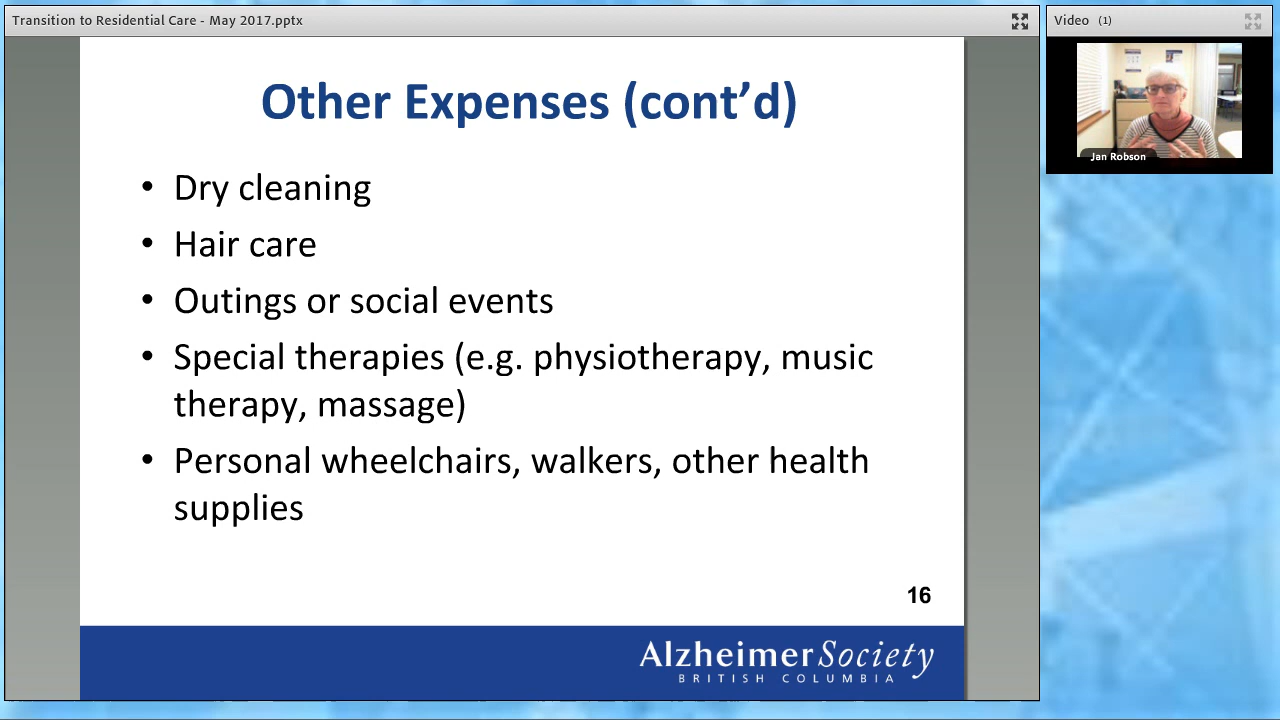 Transition to Residential Care - May 2017.pptx
Video (1)
Jan Robson
Other Expenses (cont’d)
• Dry cleaning
• Hair care
• Outings or social events
• Special therapies (e.g. physiotherapy, music
therapy, massage)
• Personal wheelchairs, walkers, other health
supplies
16
AlzheimerSociety
BRITISH COLUMBIA